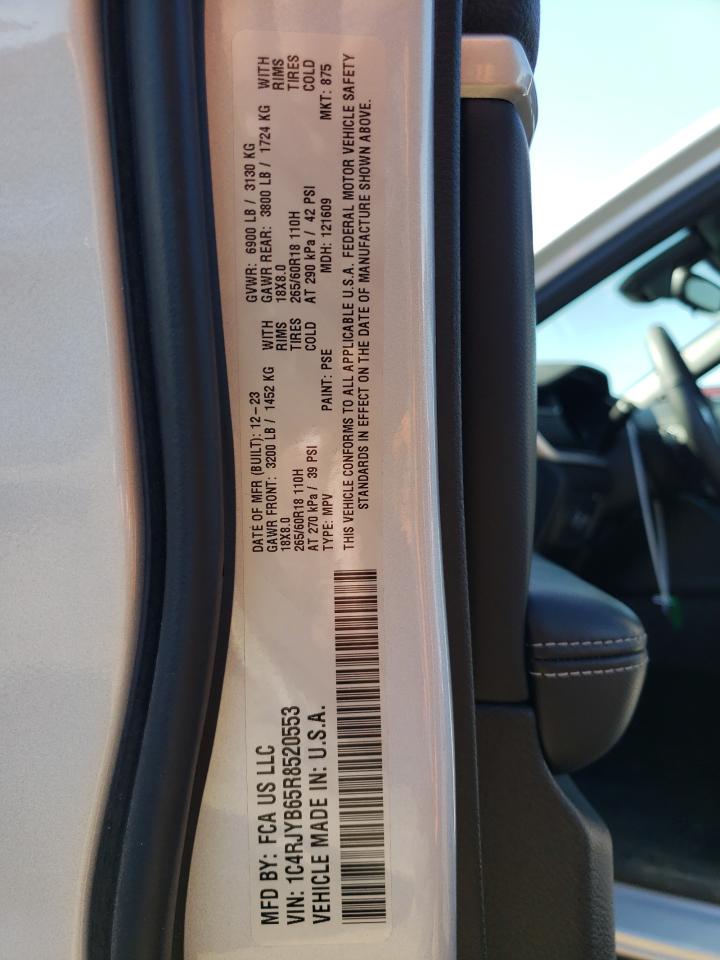 MFD BY: FCA US LLC
VIN: 1C4RJYB65R8520553
VEHICLE MADE IN: U.S.A.
DATE OF MFR (BUILT): 12-23 GVWR: 6900 LB / 3130 KG
GAWR FRONT: 3200 LB / 1452 KG WITH GAWR REAR: 3800 LB / 1724 KG WITH
18X8.0 RIMS 18X8.0 RIMS
265/60R18 110H TIRES 265/60R18 110H TIRES
AT 270 kPa / 39 PSI COLD AT 290 kPa / 42 PSI COLD
TYPE: MPV PAINT: PSE MDH: 121609 MKT: 875
THIS VEHICLE CONFORMS TO ALL APPLICABLE U.S.A. FEDERAL MOTOR VEHICLE SAFETY
STANDARDS IN EFFECT ON THE DATE OF MANUFACTURE SHOWN ABOVE.